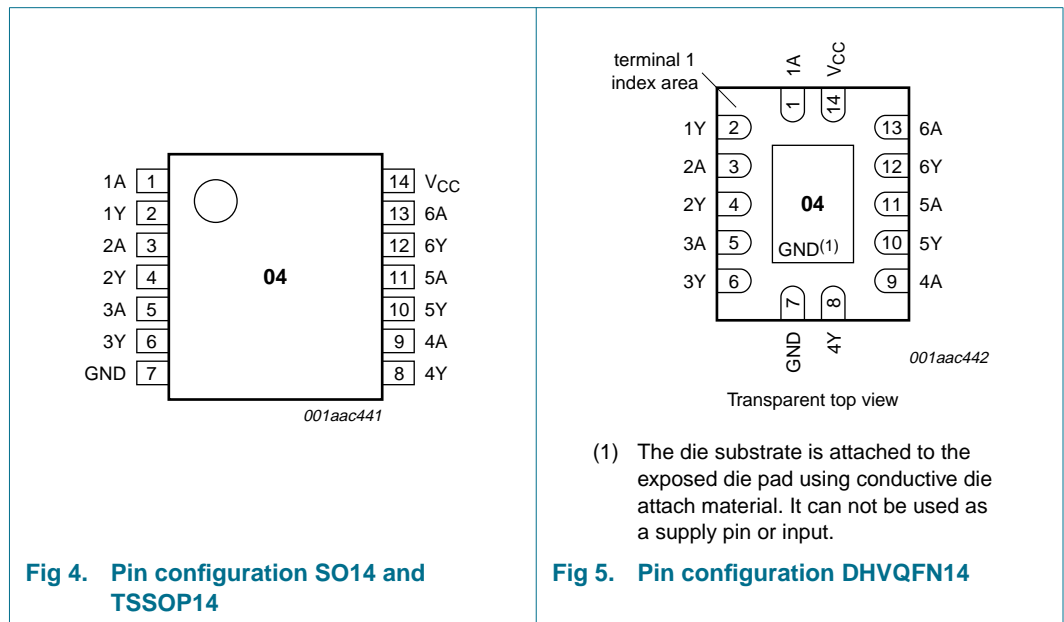 1A 1
1Y 2
2A 3
2Y 4
3A 5
3Y 6
GND 7
04
14 VCC
13 6A
12 6Y
11 5A
10 5Y
9 4A
8 4Y
001aac441
Fig 4. Pin configuration SO14 and
TSSOP14
terminal 1
index area
1A
VCC
1
14
1Y 2
2A 3
2Y 4
3A 5
3Y 6
04
GND(1)
13 6A
12 6Y
11 5A
10 5Y
9 4A
7
8
GND
4Y
001aac442
Transparent top view
(1) The die substrate is attached to the
exposed die pad using conductive die
attach material. It can not be used as
a supply pin or input.
Fig 5. Pin configuration DHVQFN14